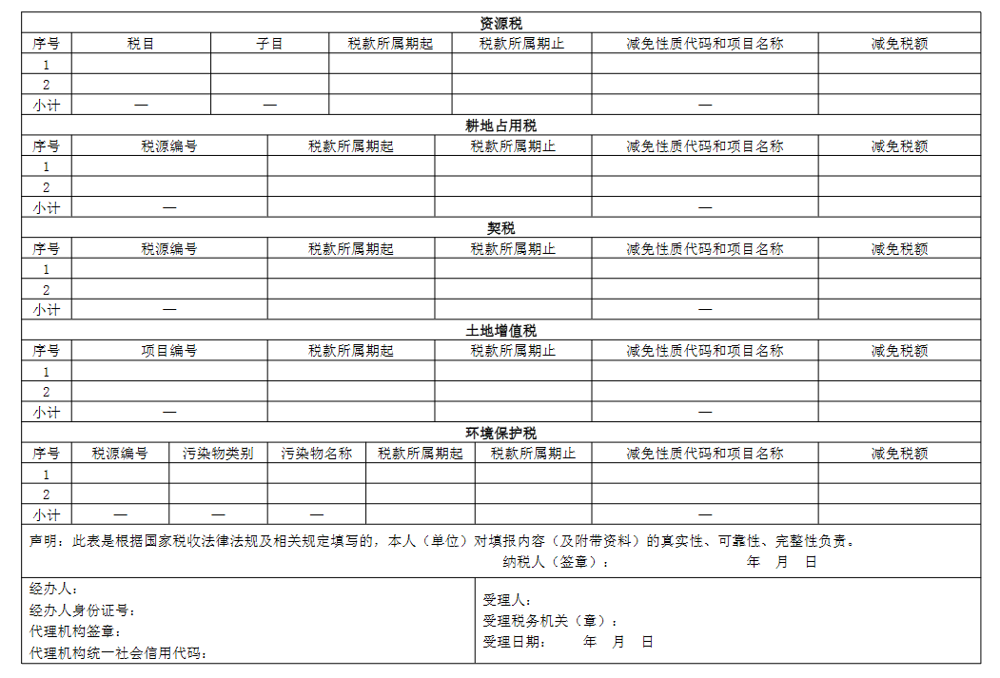 资源税
序号 税目 子目 税款所属期起 税款所属期止 减免性质代码和项目名称 减免税额
1
2
小计 — — —
耕地占用税
序号 税源编号 税款所属期起 税款所属期止 减免性质代码和项目名称 减免税额
1
2
小计 — —
契税
序号 税源编号 税款所属期起 税款所属期止 减免性质代码和项目名称 减免税额
1
2
小计 — —
土地增值税
序号 项目编号 税款所属期起 税款所属期止 减免性质代码和项目名称 减免税额
1
2
小计 — —
环境保护税
序号 税源编号 污染物类别 污染物名称 税款所属期起 税款所属期止 减免性质代码和项目名称 减免税额
1
2
小计 — — — —
声明：此表是根据国家税收法律法规及相关规定填写的，本人（单位）对填报内容（及附带资料）的真实性、可靠性、完整性负责。
纳税人（签章）： 年 月 日
经办人：
经办人身份证号：
代理机构签章：
代理机构统一社会信用代码：
受理人：
受理税务机关（章）：
受理日期： 年 月 日